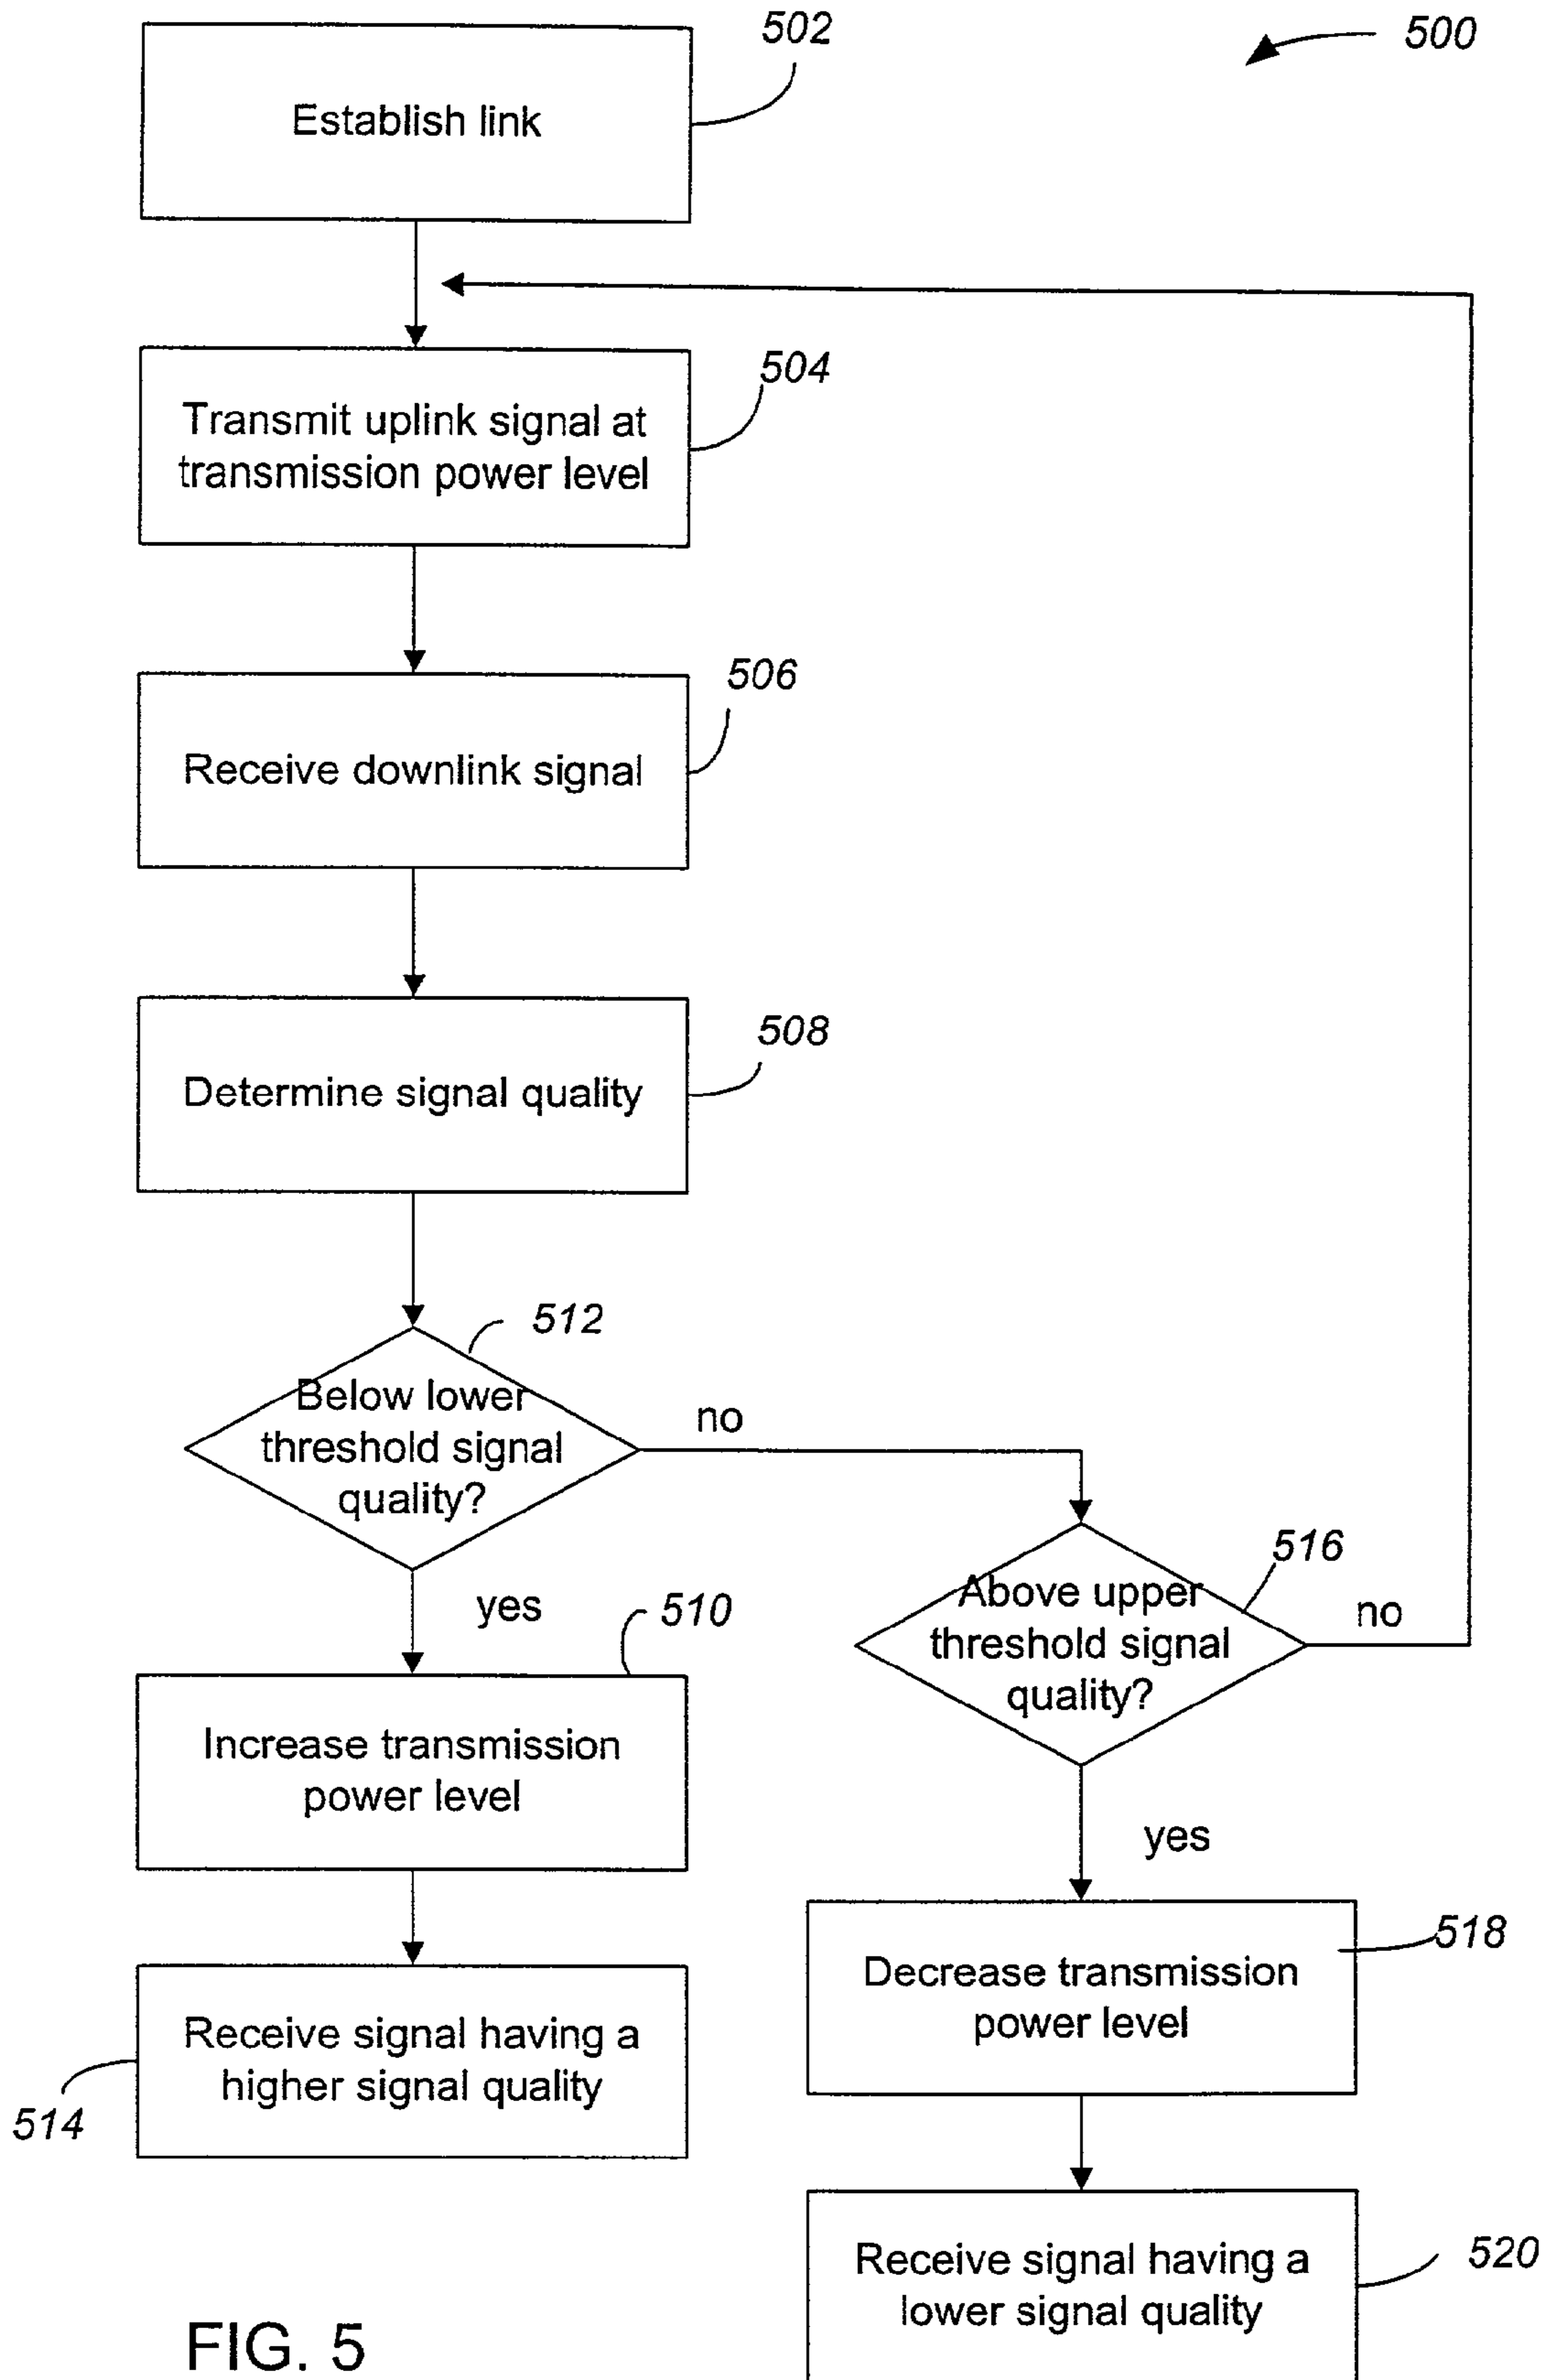 502
500
Establish link
504
Transmit uplink signal at
transmission power level
506
Receive downlink signal
508
Determine signal quality
512
Below lower
threshold signal
quality?
no
516
Above upper
threshold signal
quality?
no
yes
510
Increase transmission
power level
yes
518
Decrease transmission
power level
Receive signal having a
higher signal quality
514
520
Receive signal having a
lower signal quality
FIG. 5